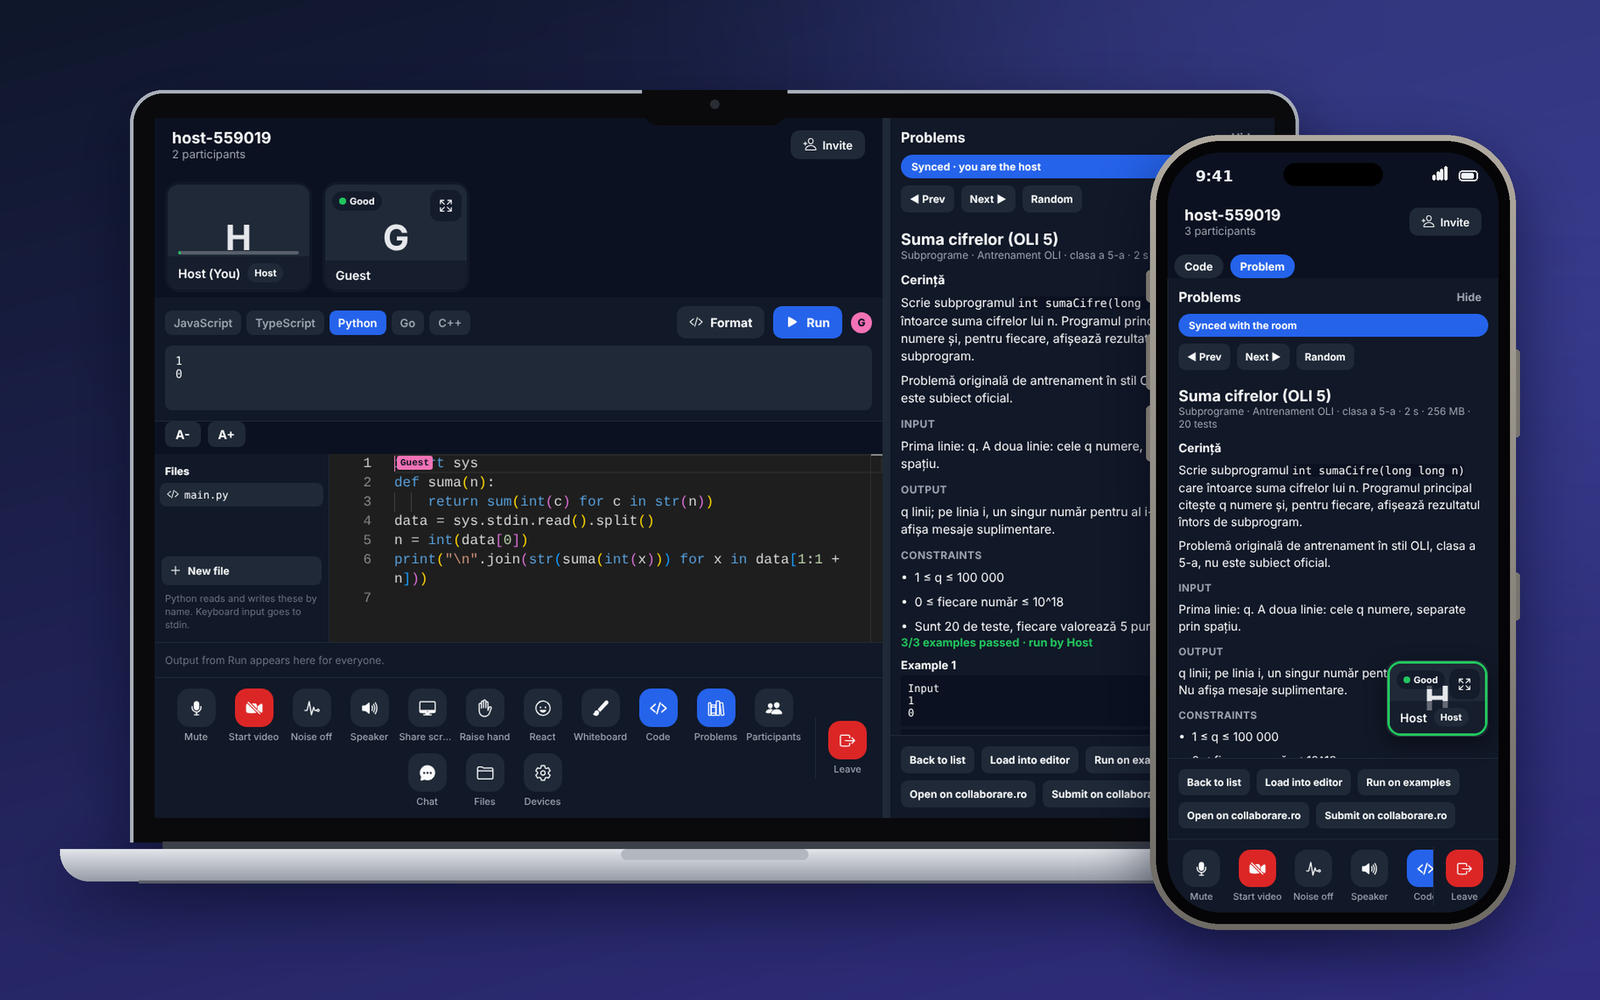 host-559019
2 participants
Invite
Good
H
G
Host (You) Host
Guest
JavaScript TypeScript Python Go C++
Format Run G
1
0
A- A+
Files
main.py
New file
Python reads and writes these by
name. Keyboard input goes to
stdin.
1 Guest t sys
2 def suma(n):
3 return sum(int(c) for c in str(n))
4 data = sys.stdin.read().split()
5 n = int(data[0])
6 print("\n".join(str(suma(int(x))) for x in data[1:1 +
n]))
7
Output from Run appears here for everyone.
Mute Start video Noise off Speaker Share scr... Raise hand React Whiteboard Code Problems Participants
Leave
Chat Files Devices
Problems
Synced · you are the host
◀ Prev Next ▶ Random
Suma cifrelor (OLI 5)
Subprograme · Antrenament OLI · clasa a 5-a · 2 s
Cerință
Scrie subprogramul int sumaCifre(long
întoarce suma cifrelor lui n. Programul
numere și, pentru fiecare, afișează
subprogram.
Problemă originală de antrenament în stil
este subiect oficial.
INPUT
Prima linie: q. A doua linie: cele q numere,
spațiu.
OUTPUT
q linii; pe linia i, un singur număr pentru al
afișa mesaje suplimentare.
CONSTRAINTS
• 1 ≤ q ≤ 100 000
• 0 ≤ fiecare număr ≤ 10^18
• Sunt 20 de teste, fiecare valorează 5
3/3 examples passed · run by Host
Example 1
Input
1
0
Back to list Load into editor Run on
Open on collaborare.ro Submit on
9:41
host-559019
3 participants
Invite
Code Problem
Problems Hide
Synced with the room
◀ Prev Next ▶ Random
Suma cifrelor (OLI 5)
Subprograme · Antrenament OLI · clasa a 5-a · 2 s · 256 MB ·
20 tests
Cerință
Scrie subprogramul int sumaCifre(long long n)
care întoarce suma cifrelor lui n. Programul principal
citește q numere și, pentru fiecare, afișează rezultatul
întors de subprogram.
Problemă originală de antrenament în stil OLI, clasa a
5-a, nu este subiect oficial.
INPUT
Prima linie: q. A doua linie: cele q numere, separate
prin spațiu.
OUTPUT
q linii; pe linia i, un singur număr
Nu afișa mesaje suplimentare.
Good
H
Host Host
CONSTRAINTS
• 1 ≤ q ≤ 100 000
Back to list Load into editor Run on examples
Open on collaborare.ro Submit on collaborare.ro
Mute Start video Noise off Speaker Leave